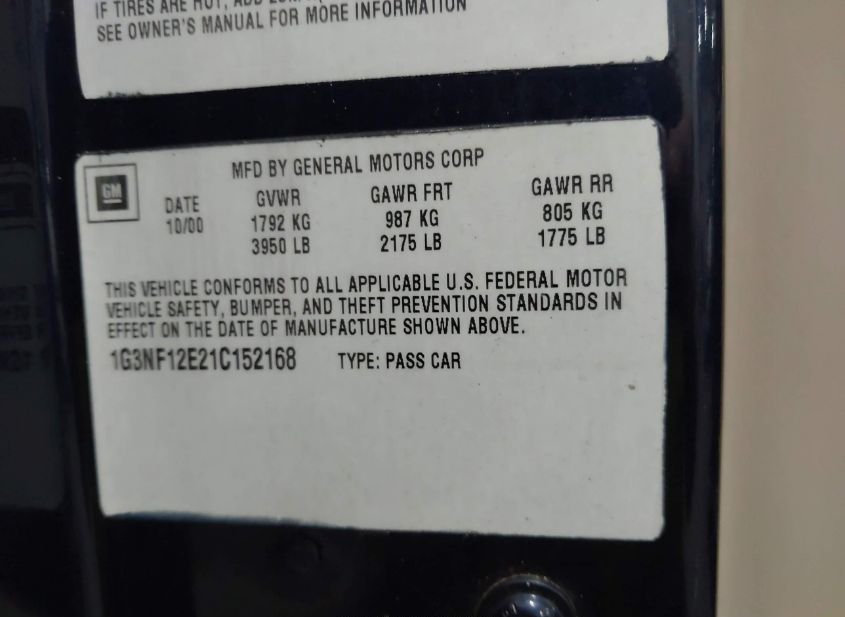 IF TIRES ARE HOT, ADD
SEE OWNER'S MANUAL FOR MORE INFORMATION
MFD BY GENERAL MOTORS CORP
GM
DATE GVWR GAWR FRT GAWR RR
10/00 1792 KG 987 KG 805 KG
3950 LB 2175 LB 1775 LB
THIS VEHICLE CONFORMS TO ALL APPLICABLE U.S. FEDERAL MOTOR
VEHICLE SAFETY, BUMPER, AND THEFT PREVENTION STANDARDS IN
EFFECT ON THE DATE OF MANUFACTURE SHOWN ABOVE.
1G3NF12E21C152168 TYPE: PASS CAR